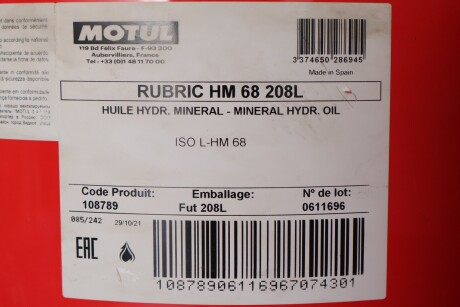 MOTUL
119 Bd Félix Faure - F-93 300
Aubervilliers, France
Tel : +33 (0)1 48 11 70 00
3 374650 286945
Made in Spain
RUBRIC HM 68 208L
HUILE HYDR. MINERAL - MINERAL HYDR. OIL
ISO L-HM 68
Code Produit: Emballage: N° de lot:
108789 Fut 208L 0611696
085/242 29/10/21
EAC
10878906116967074301